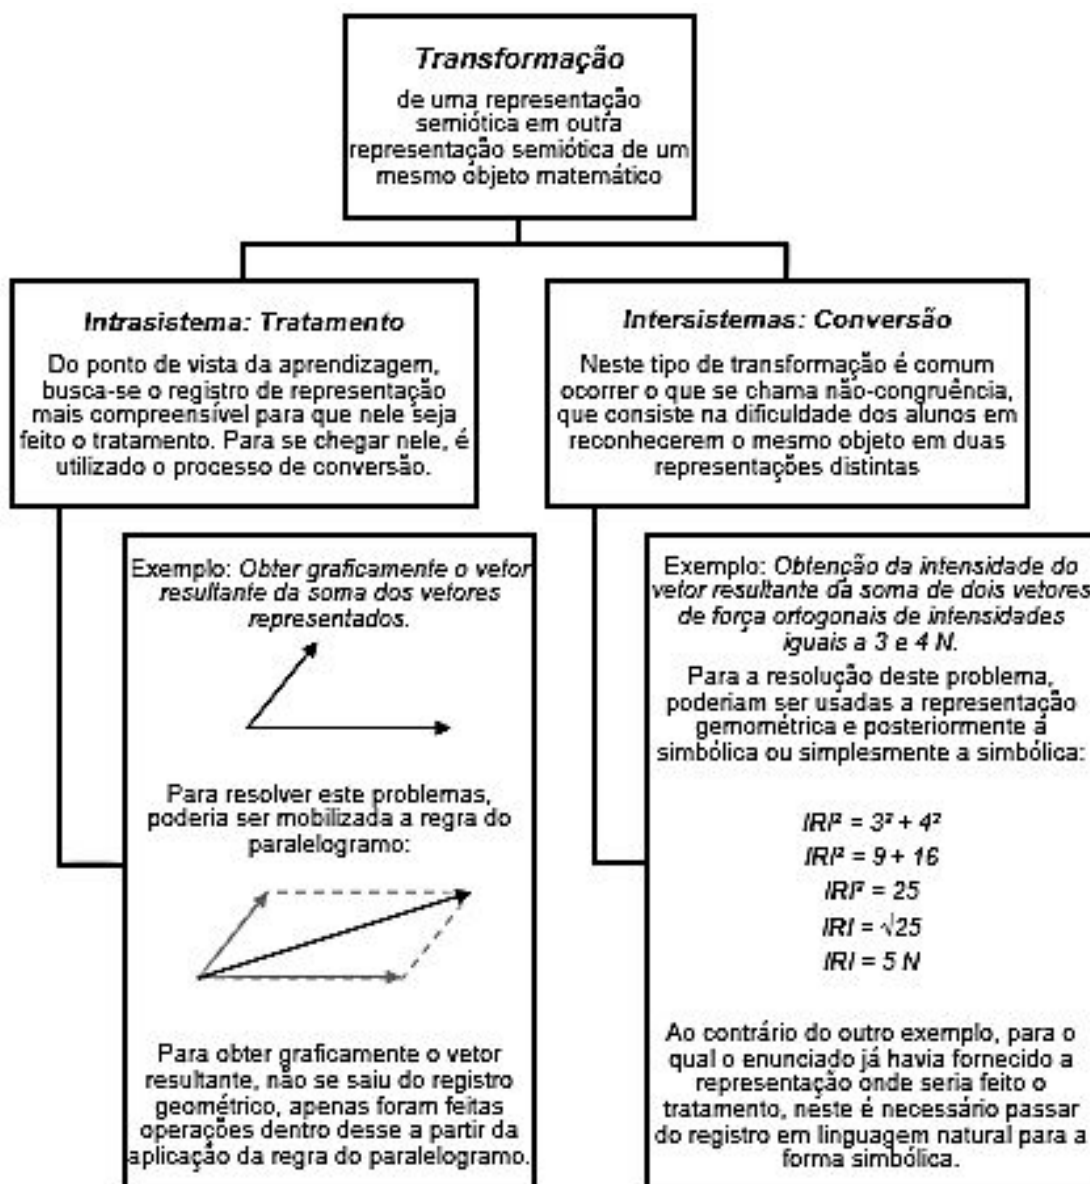 Transformação
de uma representação
semiótica em outra
representação semiótica de um
mesmo objeto matemático
Intrasistema: Tratamento
Do ponto de vista da aprendizagem,
busca-se o registro de representação
mais compreensível para que nele seja
feito o tratamento. Para se chegar nele, é
utilizado o processo de conversão.
Intersistemas: Conversão
Neste tipo de transformação é comum
ocorrer o que se chama não-congruência,
que consiste na dificuldade dos alunos em
reconhecerem o mesmo objeto em duas
representações distintas
Exemplo: Obter graficamente o vetor
resultante da soma dos vetores
representados.
Para resolver este problemas,
poderia ser mobilizada a regra do
paralelogramo:
Para obter graficamente o vetor
resultante, não se saiu do registro
geométrico, apenas foram feitas
operações dentro desse a partir da
aplicação da regra do paralelogramo.
Exemplo: Obtenção da intensidade do
vetor resultante da soma de dois vetores
de força ortogonais de intensidades
iguais a 3 e 4 N.
Para a resolução deste problema,
poderiam ser usadas a representação
gemométrica e posteriormente á
simbólica ou simplesmente a simbólica:
IRI² = 3² + 4²
IRI² = 9 + 16
IRI² = 25
IRI = √25
IRI = 5 N
Ao contrário do outro exemplo, para o
qual o enunciado já havia fornecido a
representação onde seria feito o
tratamento, neste é necessário passar
do registro em linguagem natural para a
forma simbólica.